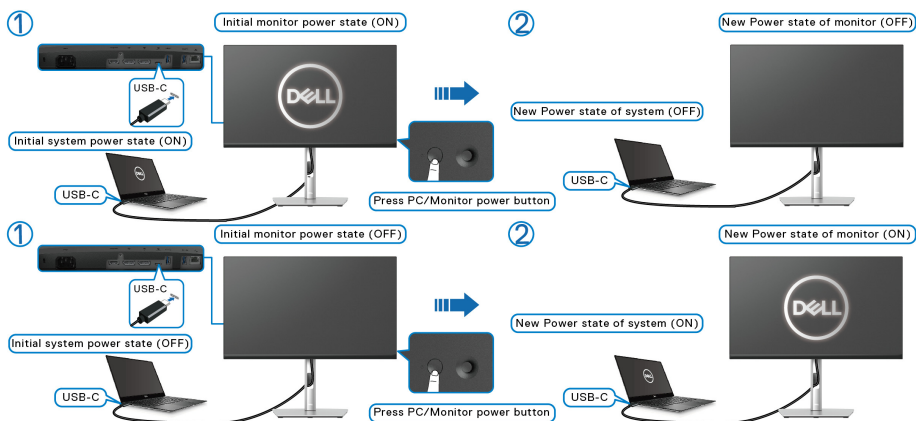 1
Initial monitor power state (ON)
2
New Power state of monitor (OFF)
USB-C
DELL
New Power state of system (OFF)
Initial system power state (ON)
DELL
USB-C
USB-C
Press PC/Monitor power button
1
Initial monitor power state (OFF)
2
New Power state of monitor (ON)
USB-C
DELL
New Power state of system (ON)
Initial system power state (OFF)
DELL
USB-C
USB-C
Press PC/Monitor power button